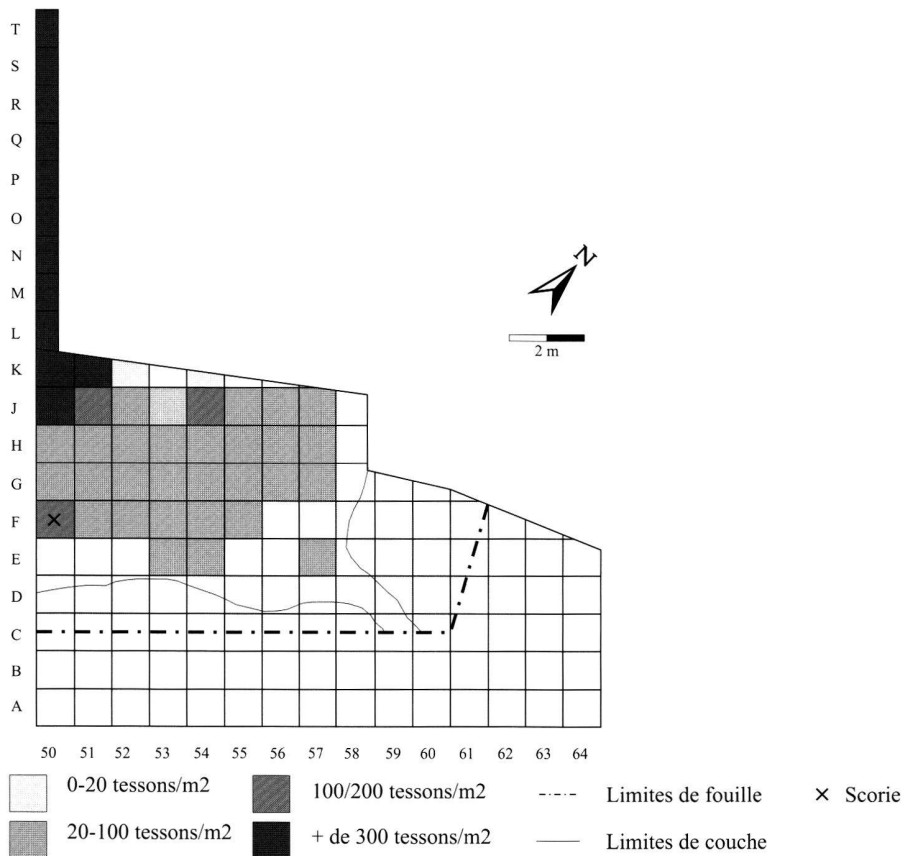 T
S
R
Q
P
O
N
M
L
K
J
H
G
F
E
D
C
B
A
N
2 m
50 51 52 53 54 55 56 57 58 59 60 61 62 63 64
0-20 tessons/m2
100/200 tessons/m2
Limites de fouille
Scorie
20-100 tessons/m2
+ de 300 tessons/m2
Limites de couche